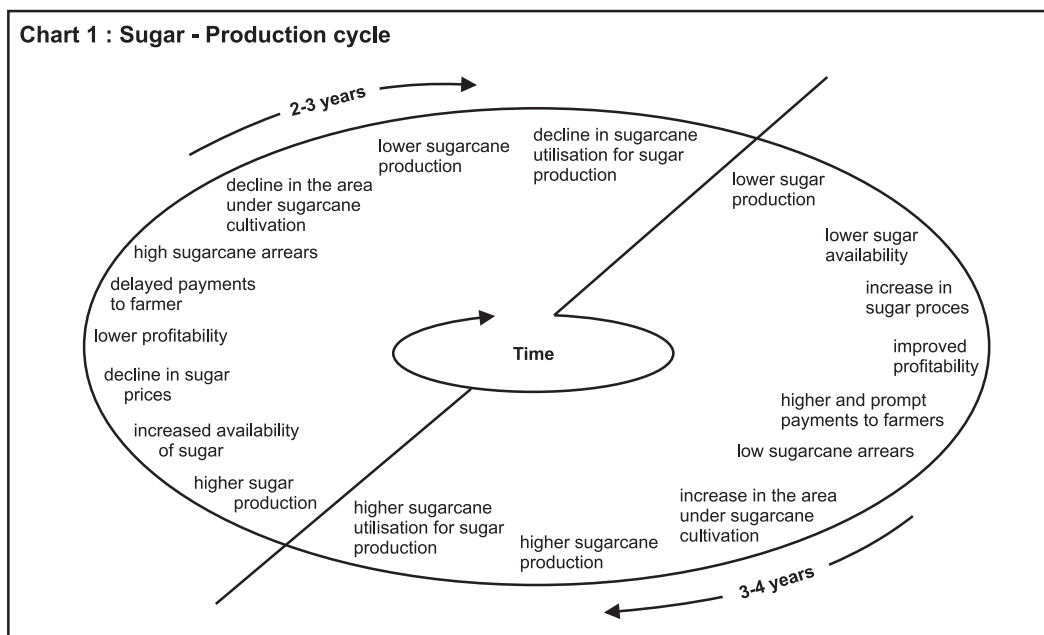 Chart 1 : Sugar - Production cycle
2-3 years
decline in sugarcane
utilisation for sugar
production
lower sugar
production
lower sugar
availability
increase in
sugar proces
improved
profitability
higher and prompt
payments to farmers
low sugarcane arrears
increase in the area
under sugarcane
cultivation
3-4 years
higher sugarcane
production
higher sugarcane
utilisation for sugar
production
higher sugar
production
increased availability
of sugar
decline in sugar
prices
lower profitability
delayed payments
to farmer
high sugarcane arrears
decline in the area
under sugarcane
cultivation
lower sugarcane
production
Time